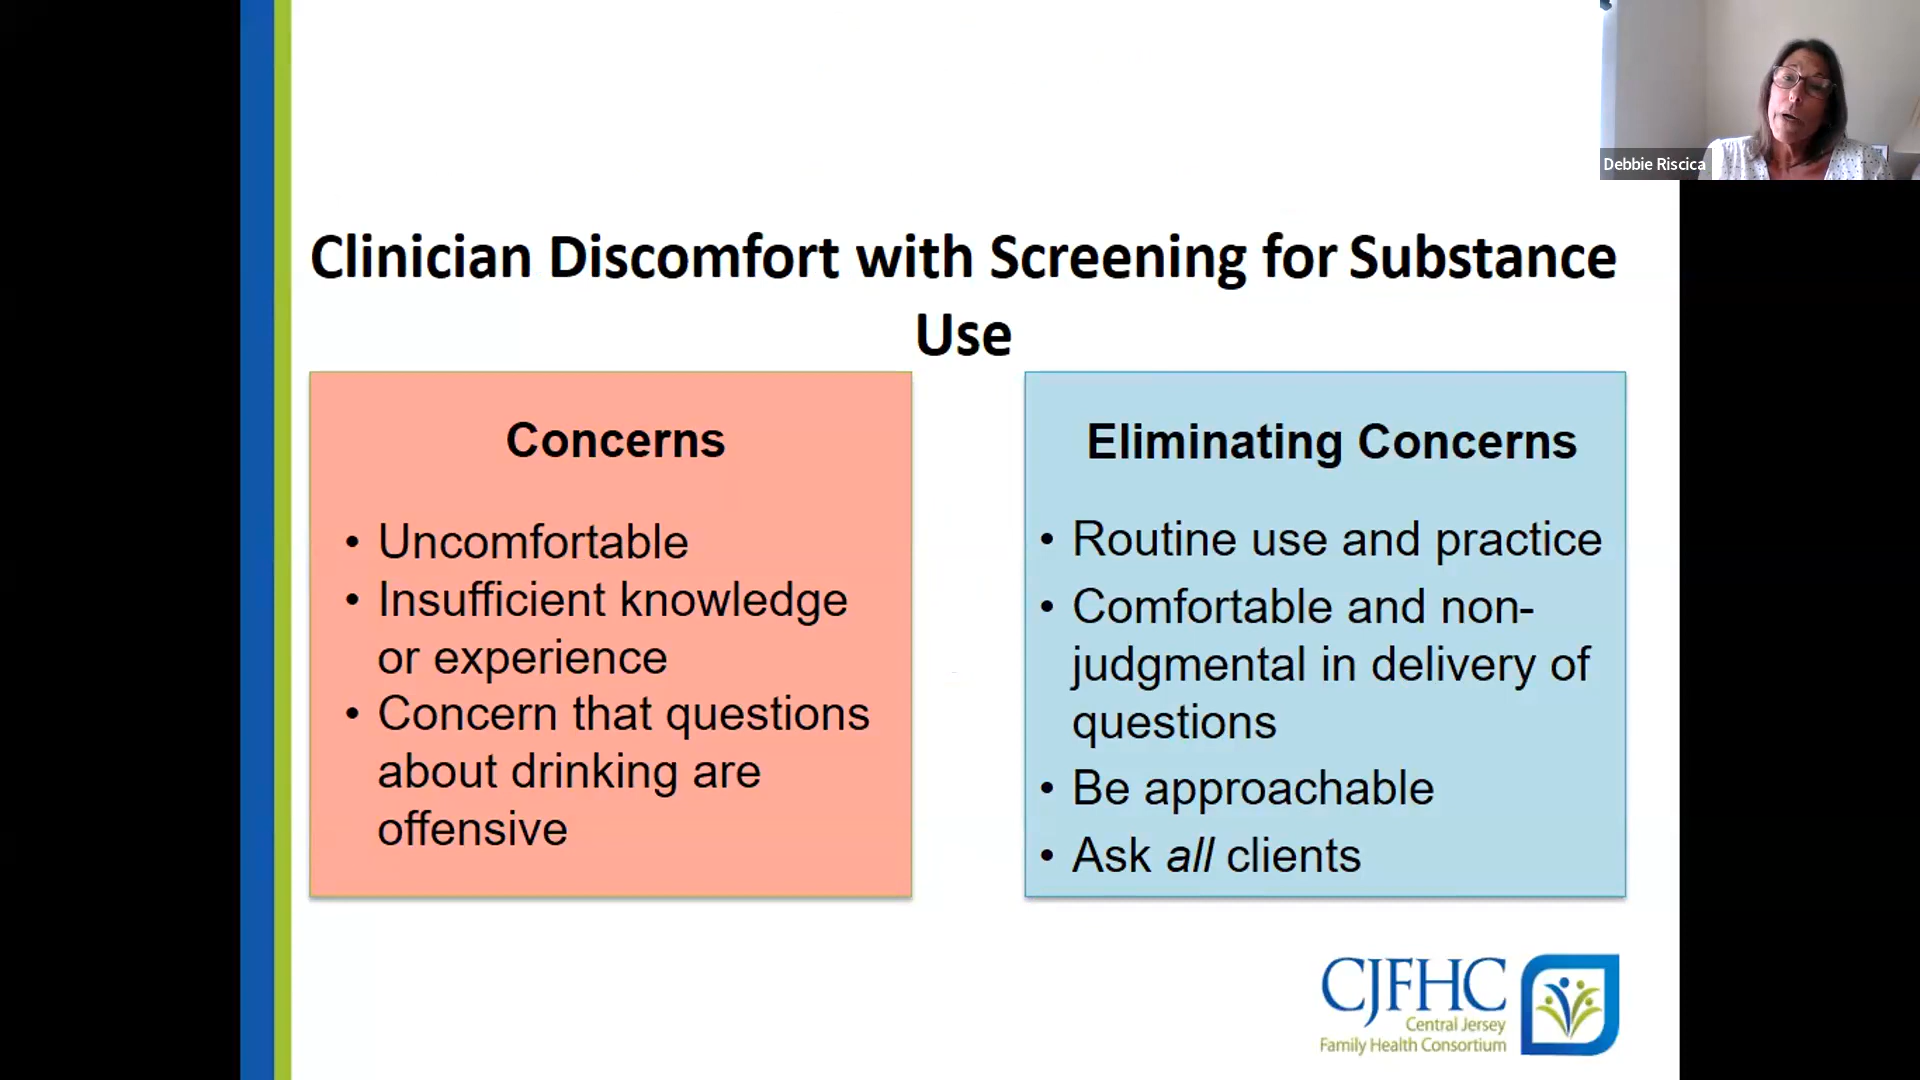 Debbie Riscica
Clinician Discomfort with Screening for Substance
Use
Concerns
• Uncomfortable
• Insufficient knowledge
or experience
• Concern that questions
about drinking are
offensive
Eliminating Concerns
• Routine use and practice
• Comfortable and non-
judgmental in delivery of
questions
• Be approachable
• Ask all clients
CJFHC
Central Jersey
Family Health Consortium